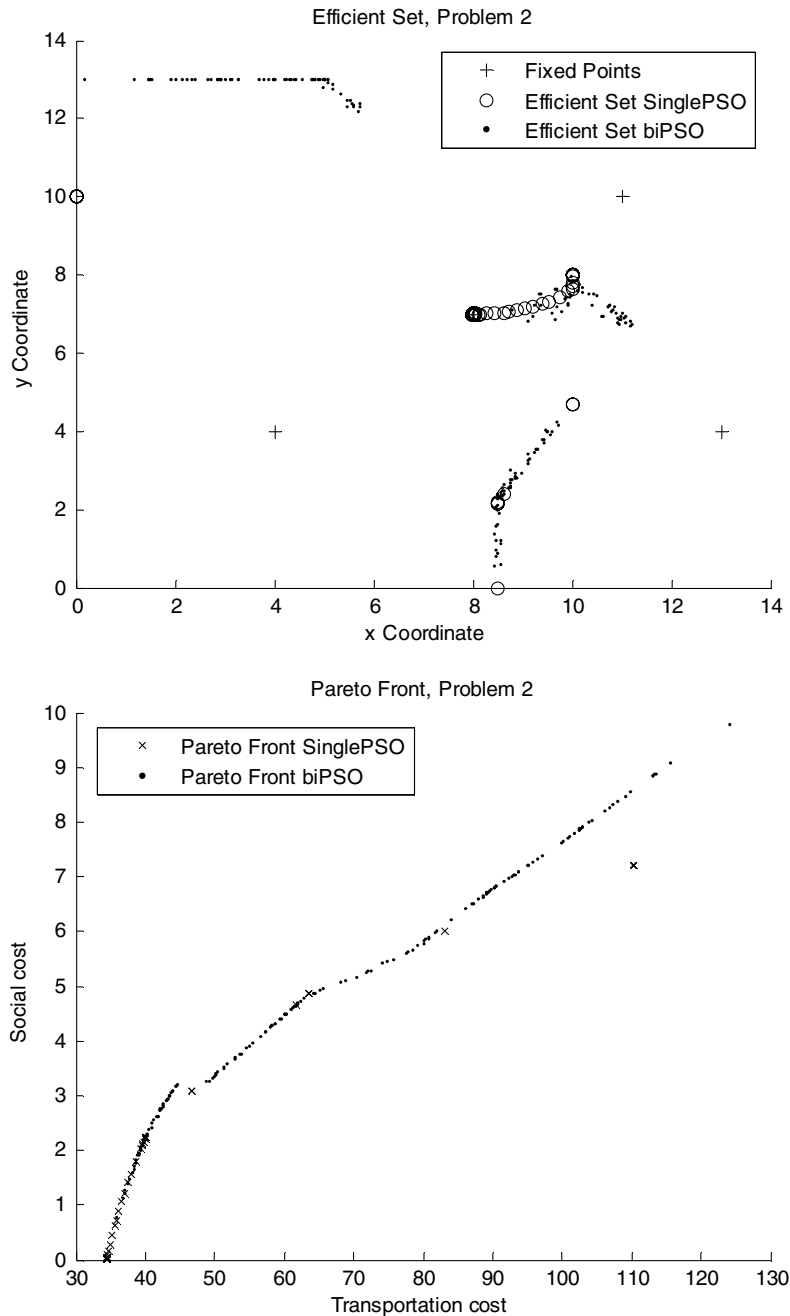 Efficient Set, Problem 2
14
12
10
8
6
4
2
0
y Coordinate
Fixed Points
Efficient Set SinglePSO
Efficient Set biPSO
0 2 4 6 8 10 12 14
x Coordinate
Pareto Front, Problem 2
10
9
8
7
6
5
4
3
2
1
0
Social cost
Pareto Front SinglePSO
Pareto Front biPSO
30 40 50 60 70 80 90 100 110 120 130
Transportation cost